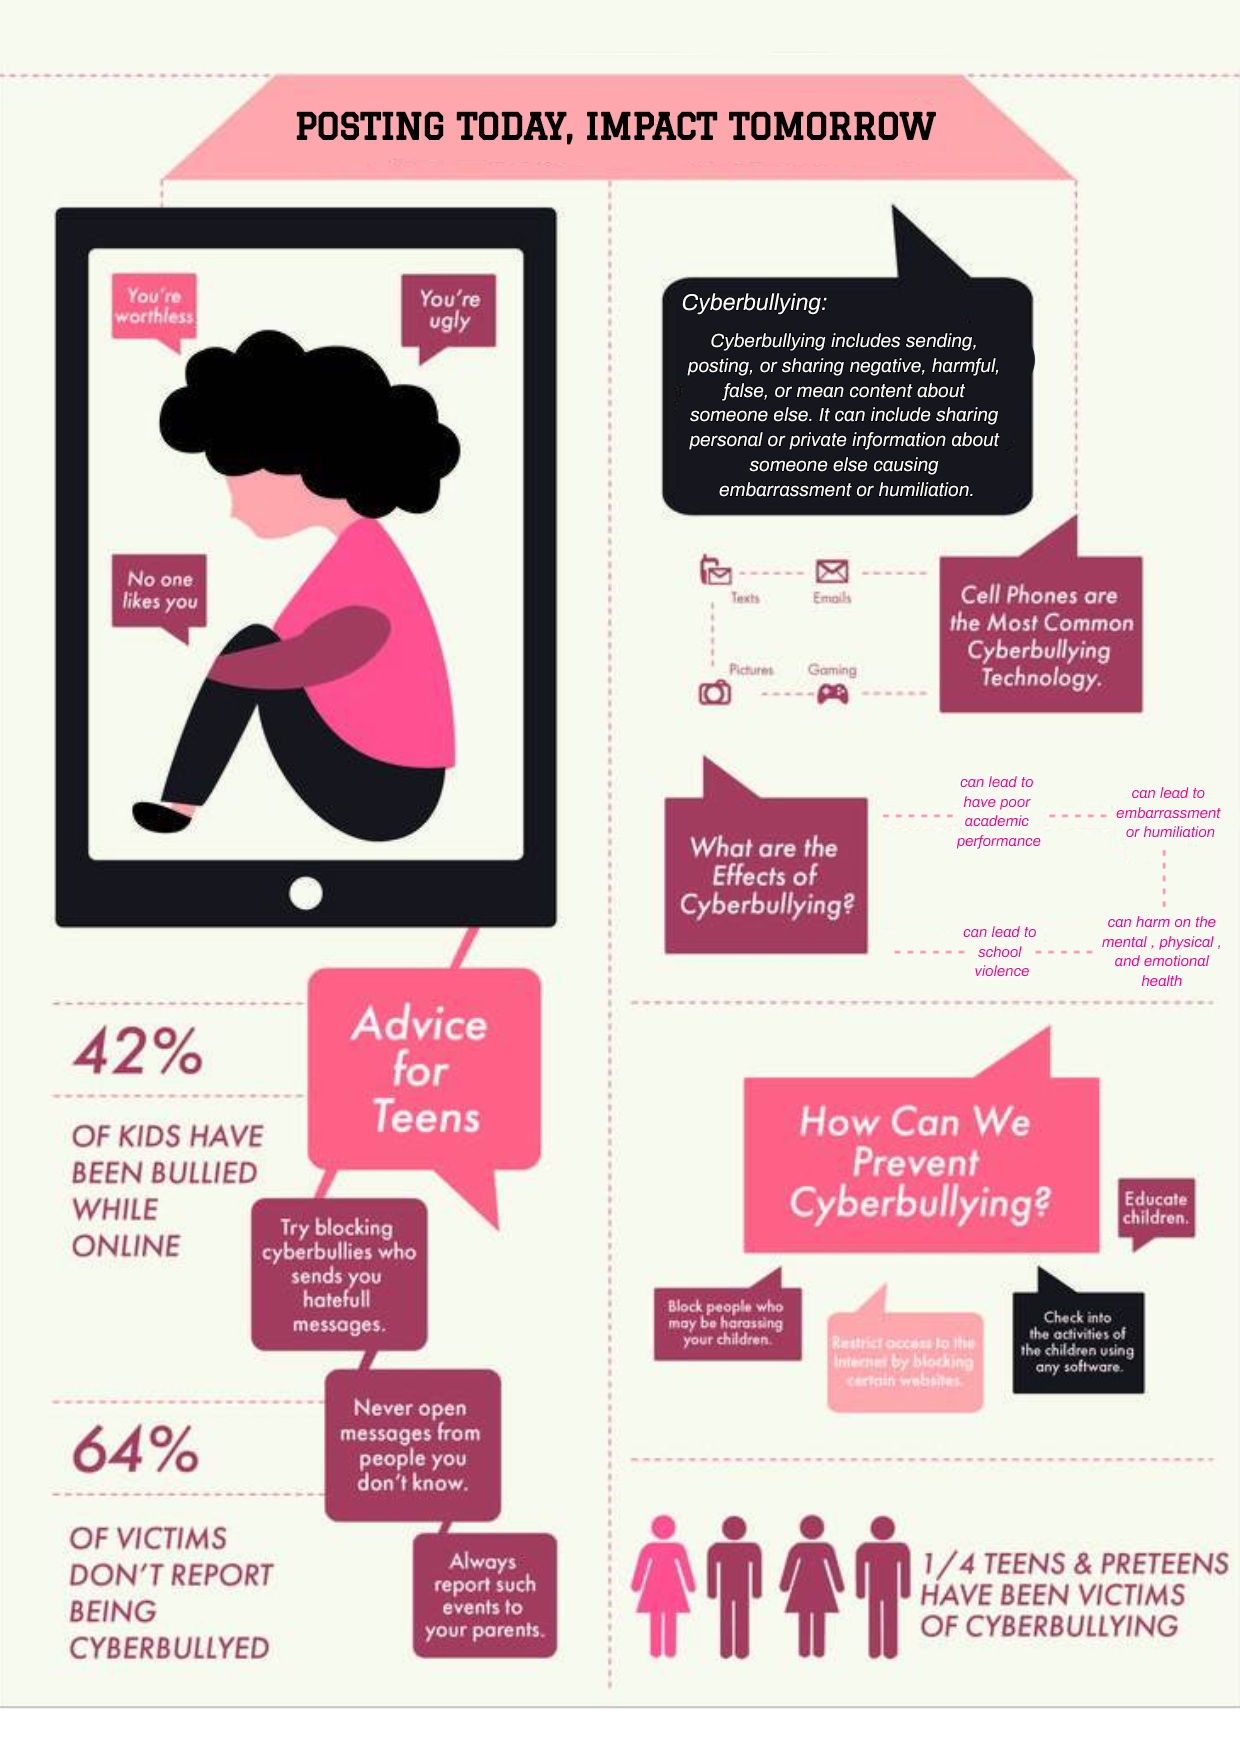 POSTING TODAY, IMPACT TOMORROW
You're
worthless
You're
ugly
No one
likes you
Cyberbullying:
Cyberbullying includes sending,
posting, or sharing negative, harmful,
false, or mean content about
someone else. It can include sharing
personal or private information about
someone else causing
embarrassment or humiliation.
Texts
Emails
Pictures
Gaming
Cell Phones are
the Most Common
Cyberbullying
Technology.
What are the
Effects of
Cyberbullying?
can lead to
have poor
academic
performance
can lead to
embarrassment
or humiliation
can lead to
school
violence
can harm on the
mental , physical ,
and emotional
health
42%
OF KIDS HAVE
BEEN BULLIED
WHILE
ONLINE
Advice
for
Teens
Try blocking
cyberbullies who
sends you
hatefull
messages.
Never open
messages from
people you
don't know.
Always
report such
events to
your parents.
64%
OF VICTIMS
DON'T REPORT
BEING
CYBERBULLYED
How Can We
Prevent
Cyberbullying?
Educate
children.
Block people who
may be harassing
your children.
Restrict access to the
Internet by blocking
certain websites.
Check into
the activities of
the children using
any software.
1/4 TEENS & PRETEENS
HAVE BEEN VICTIMS
OF CYBERBULLYING